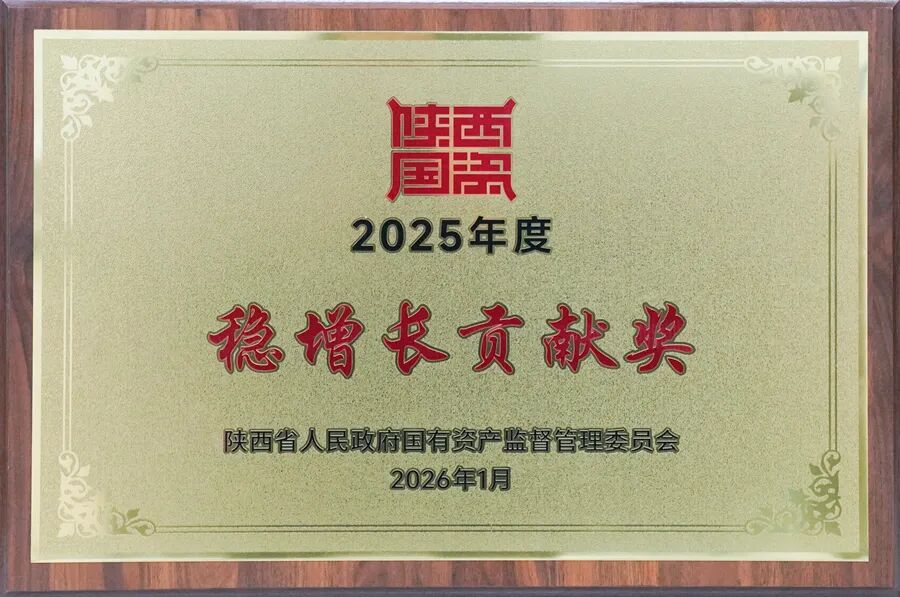 陕西
国资
2025年度
稳增长贡献奖
陕西省人民政府国有资产监督管理委员会
2026年1月